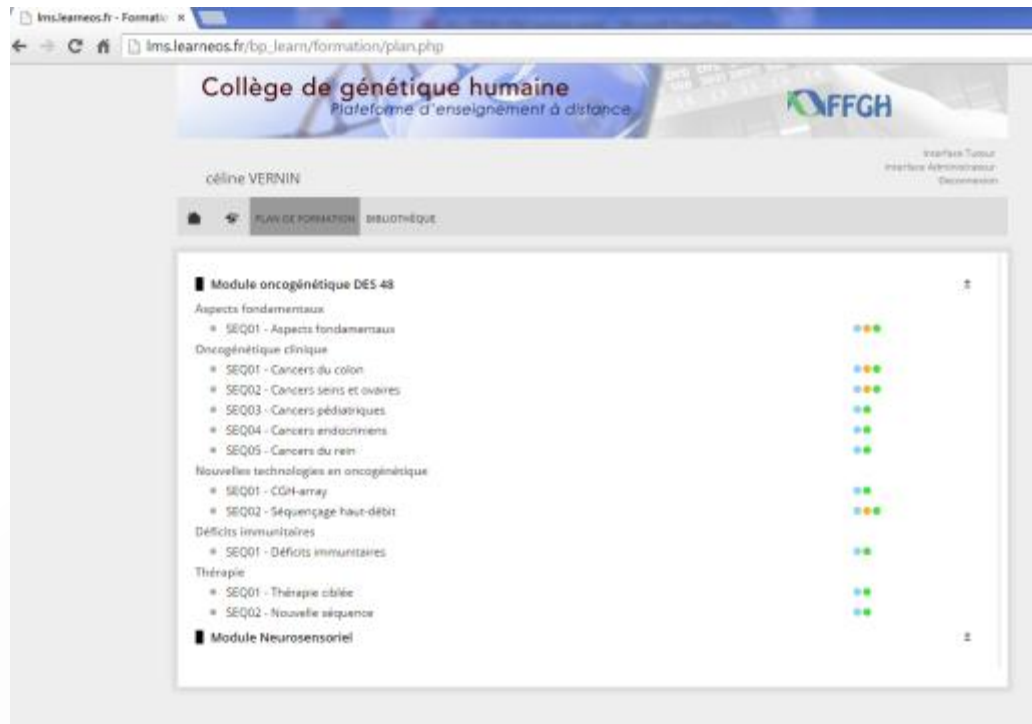 lms.learneos.fr - Formatio
lms.learneos.fr/bp_learn/formation/plan.php
Collège de génétique humaine
Plateforme d'enseignement à distance
FFGH
Interface Tuteur
Interface Administrateur
Deconnexion
céline VERNIN
PLAN DE FORMATION BIBLIOTHÈQUE
Module oncogénétique DES 48
Aspects fondamentaux
SEQ01 - Aspects fondamentaux
Oncogénétique clinique
SEQ01 - Cancers du colon
SEQ02 - Cancers seins et ovaires
SEQ03 - Cancers pédiatriques
SEQ04 - Cancers endocriniens
SEQ05 - Cancers du rein
Nouvelles technologies en oncogénétique
SEQ01 - CGH-array
SEQ02 - Séquençage haut-débit
Déficits immunitaires
SEQ01 - Déficits immunitaires
Thérapie
SEQ01 - Thérapie ciblée
SEQ02 - Nouvelle séquence
Module Neurosensoriel